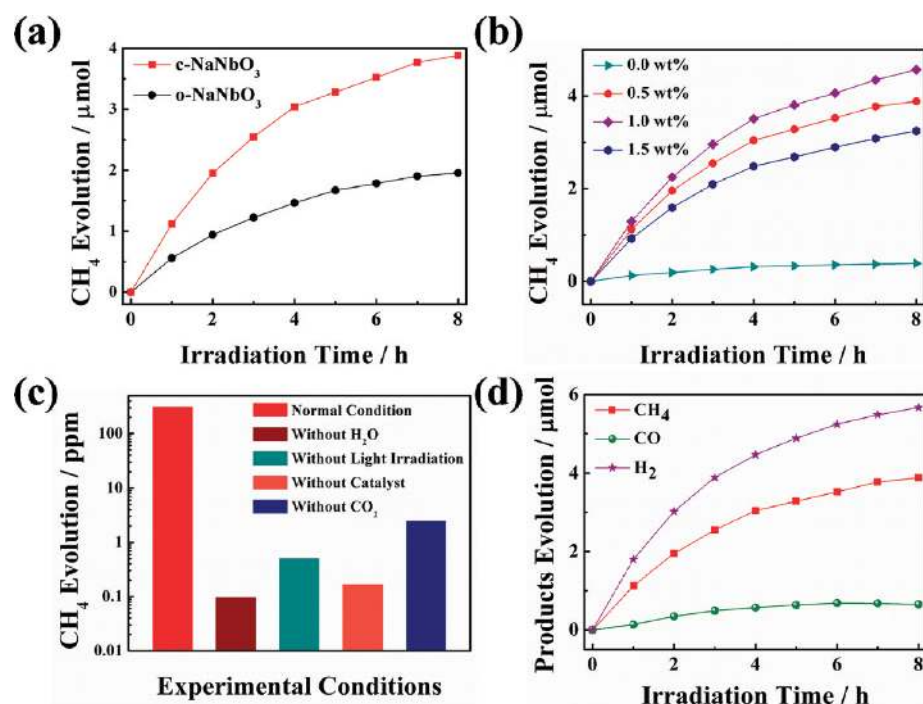 (a)
CH4 Evolution / μmol
4
3
2
1
0
c-NaNbO3
o-NaNbO3
0 2 4 6 8
Irradiation Time / h
(b)
CH4 Evolution / μmol
4
2
0
0.0 wt%
0.5 wt%
1.0 wt%
1.5 wt%
0 2 4 6 8
Irradiation Time / h
(c)
CH4 Evolution / ppm
100
10
1
0.1
0.01
Normal Condition
Without H2O
Without Light Irradiation
Without Catalyst
Without CO2
Experimental Conditions
(d)
Products Evolution / μmol
6
4
2
0
CH4
CO
H2
0 2 4 6 8
Irradiation Time / h